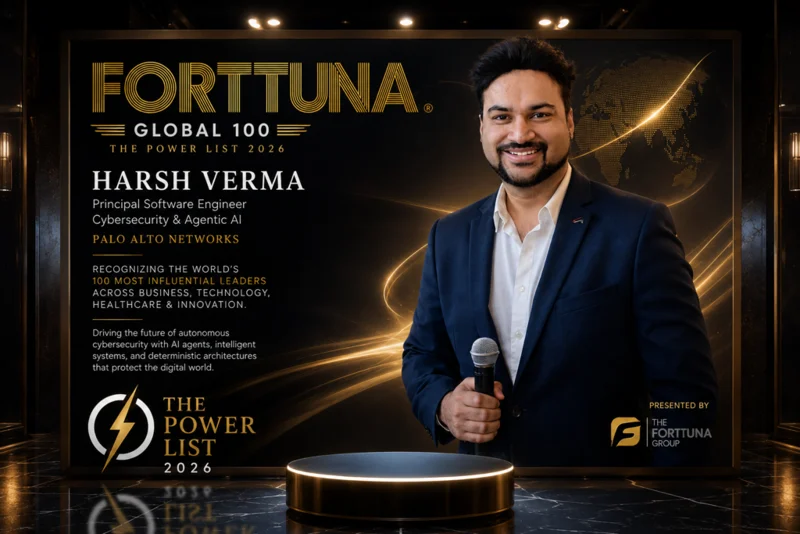 FORTTUNA®
GLOBAL 100
THE POWER LIST 2026
HARSH VERMA
Principal Software Engineer
Cybersecurity & Agentic AI
PALO ALTO NETWORKS
RECOGNIZING THE WORLD'S
100 MOST INFLUENTIAL LEADERS
ACROSS BUSINESS, TECHNOLOGY,
HEALTHCARE & INNOVATION.
Driving the future of autonomous
cybersecurity with AI agents, intelligent
systems, and deterministic architectures
that protect the digital world.
THE
POWER
LIST
2026
PRESENTED BY
THE
FORTTUNA
GROUP